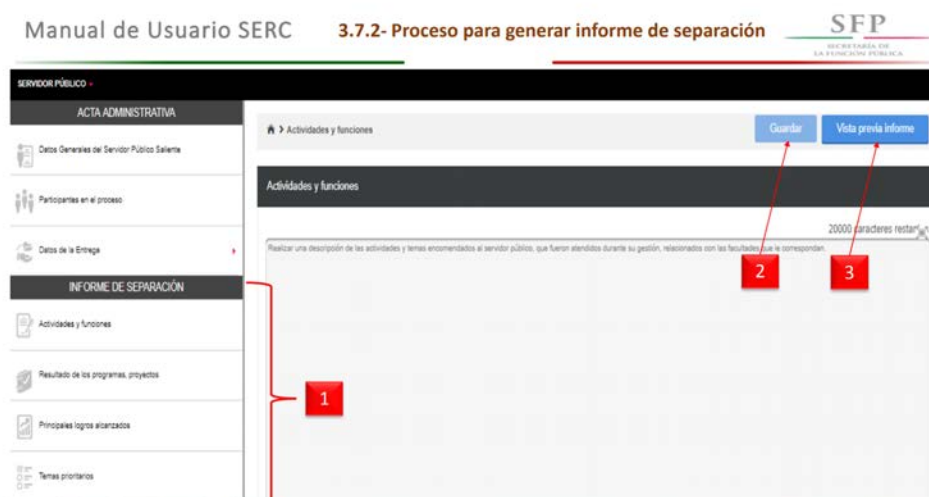 Manual de Usuario SERC
3.7.2- Proceso para generar informe de separación
SFP
SECRETARÍA DE
LA FUNCIÓN PÚBLICA
SERVIDOR PÚBLICO
ACTA ADMINISTRATIVA
Datos Generales del Servidor Público Saliente
Participantes en el proceso
Datos de la Entrega
INFORME DE SEPARACIÓN
Actividades y funciones
Resultado de los programas, proyectos
Principales logros alcanzados
Temas prioritarios
> Actividades y funciones
Guardar
Vista previa informe
Actividades y funciones
20000 caracteres
Realizar una descripción de las actividades y temas encomendados al servidor público, que fueron atendidos durante su gestión, relacionados con las facultades que le correspondan.
1
2
3